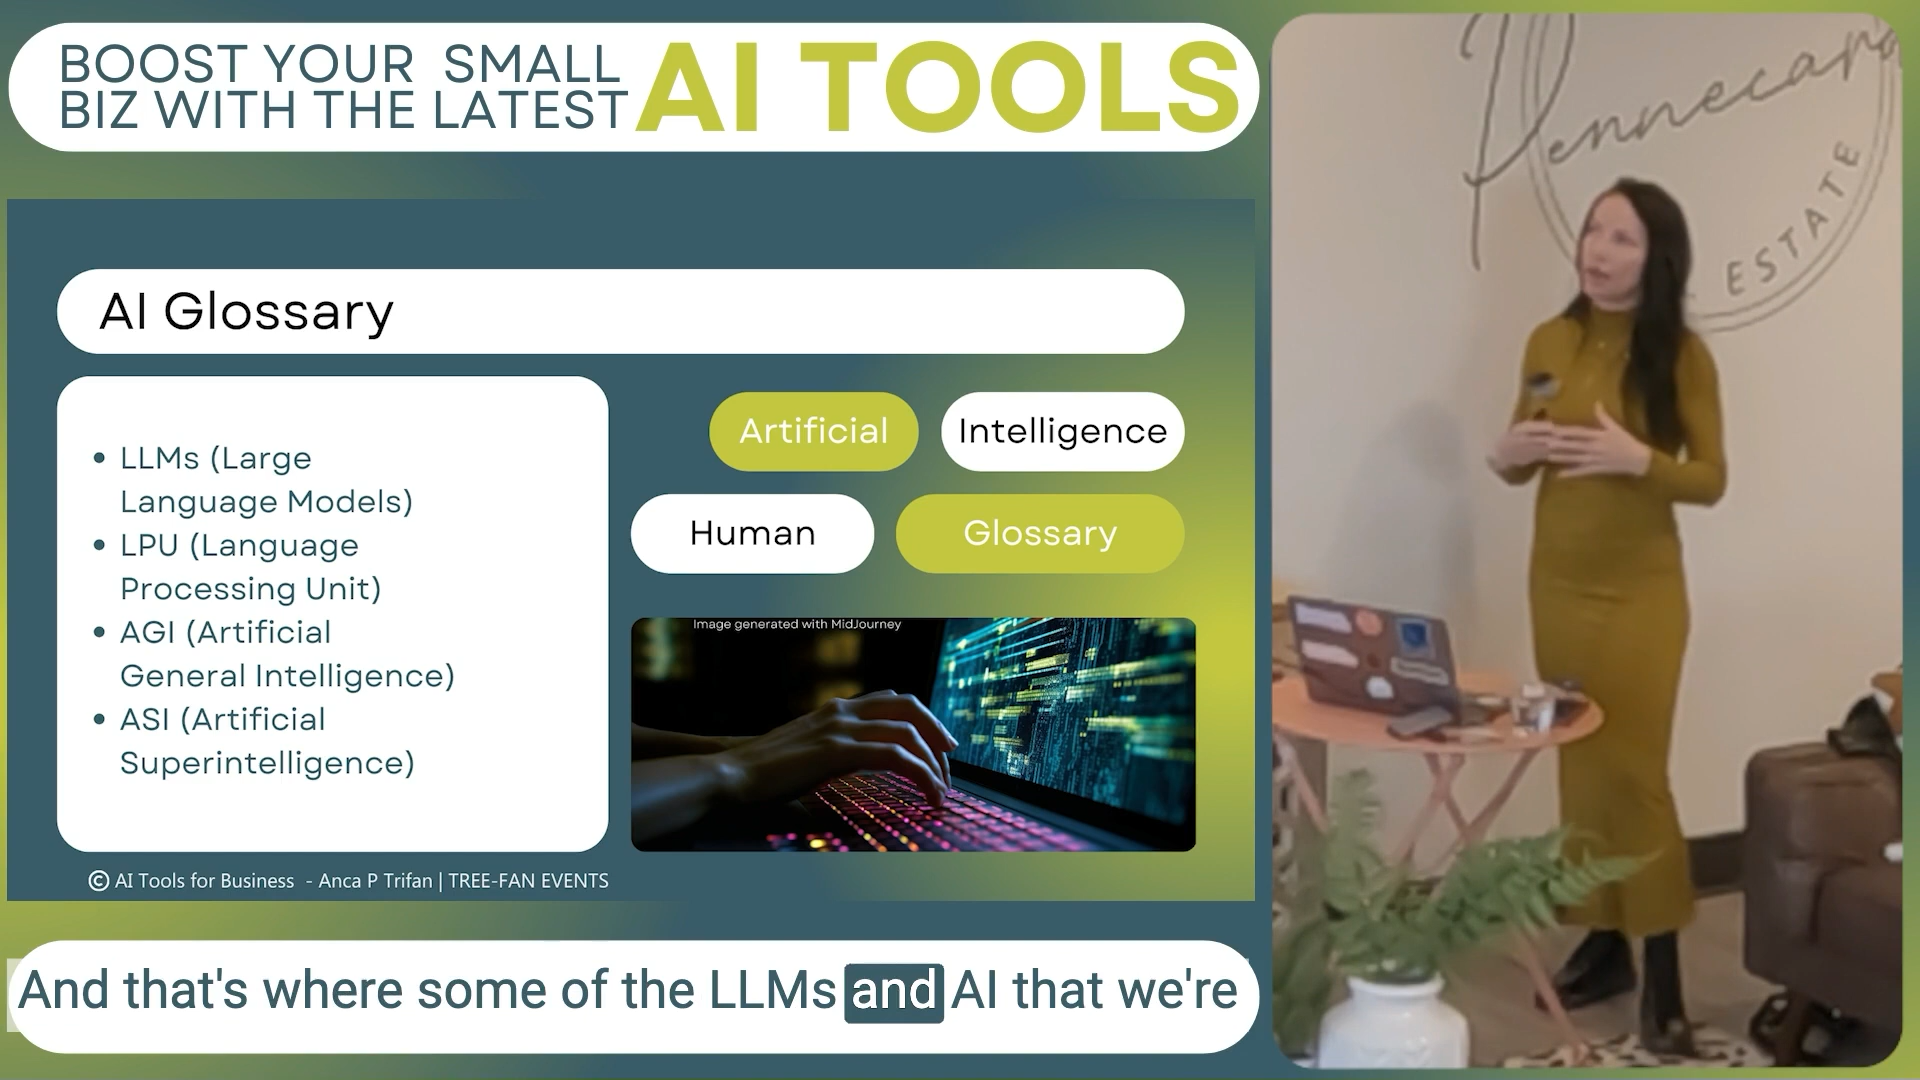 BOOST YOUR SMALL
BIZ WITH THE LATEST
AI TOOLS
AI Glossary
• LLMs (Large
Language Models)
• LPU (Language
Processing Unit)
• AGI (Artificial
General Intelligence)
• ASI (Artificial
Superintelligence)
Artificial
Intelligence
Human
Glossary
Image generated with MidJourney
© AI Tools for Business - Anca P Trifan | TREE-FAN EVENTS
And that's where some of the LLMs and AI that we're
ESTATE